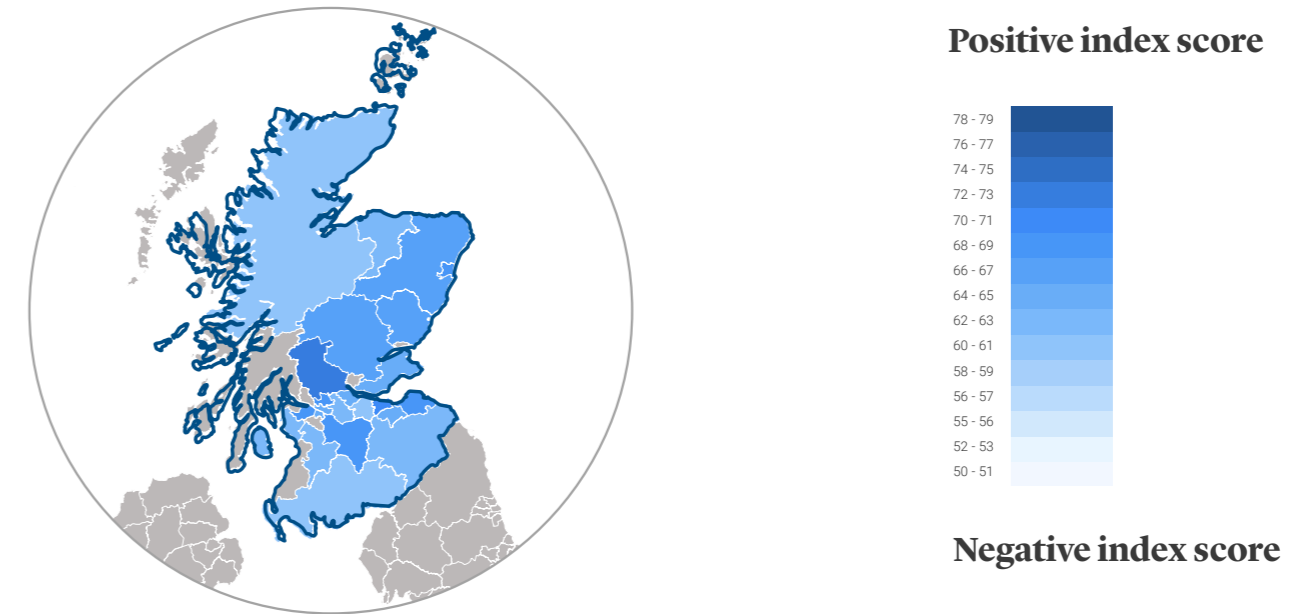 Positive index score
78 - 79
76 - 77
74 - 75
72 - 73
70 - 71
68 - 69
66 - 67
64 - 65
62 - 63
60 - 61
58 - 59
56 - 57
55 - 56
52 - 53
50 - 51
Negative index score